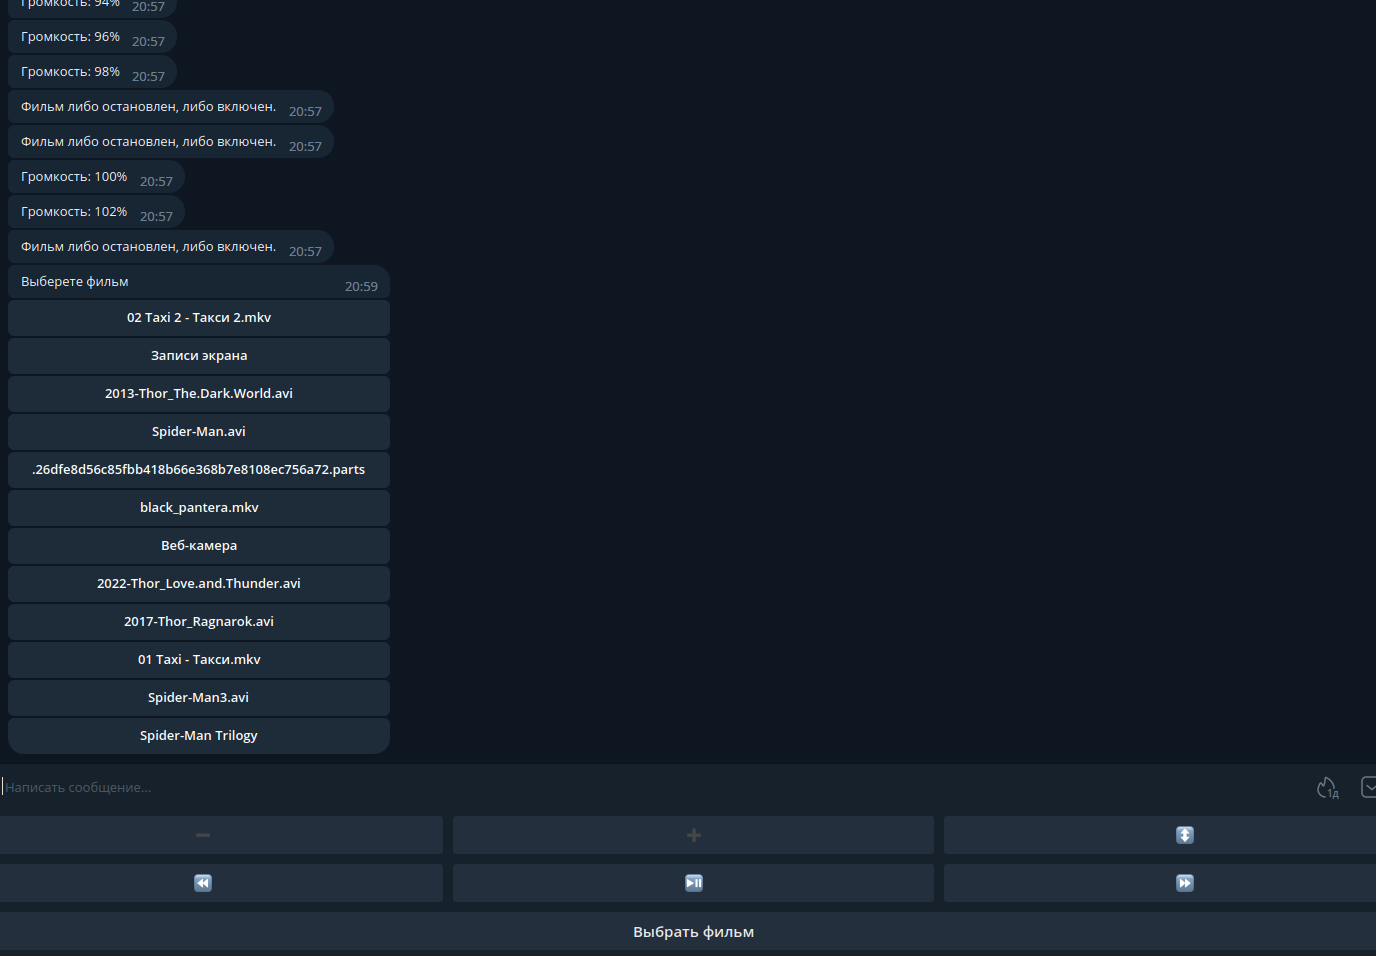 Громкость: 94% 20:57
Громкость: 96% 20:57
Громкость: 98% 20:57
Фильм либо остановлен, либо включен. 20:57
Фильм либо остановлен, либо включен. 20:57
Громкость: 100% 20:57
Громкость: 102% 20:57
Фильм либо остановлен, либо включен. 20:57
Выберете фильм 20:59
02 Taxi 2 - Такси 2.mkv
Записи экрана
2013-Thor_The.Dark.World.avi
Spider-Man.avi
.26dfe8d56c85fbb418b66e368b7e8108ec756a72.parts
black_pantera.mkv
Веб-камера
2022-Thor_Love.and.Thunder.avi
2017-Thor_Ragnarok.avi
01 Taxi - Такси.mkv
Spider-Man3.avi
Spider-Man Trilogy
Написать сообщение...
1д
Выбрать фильм